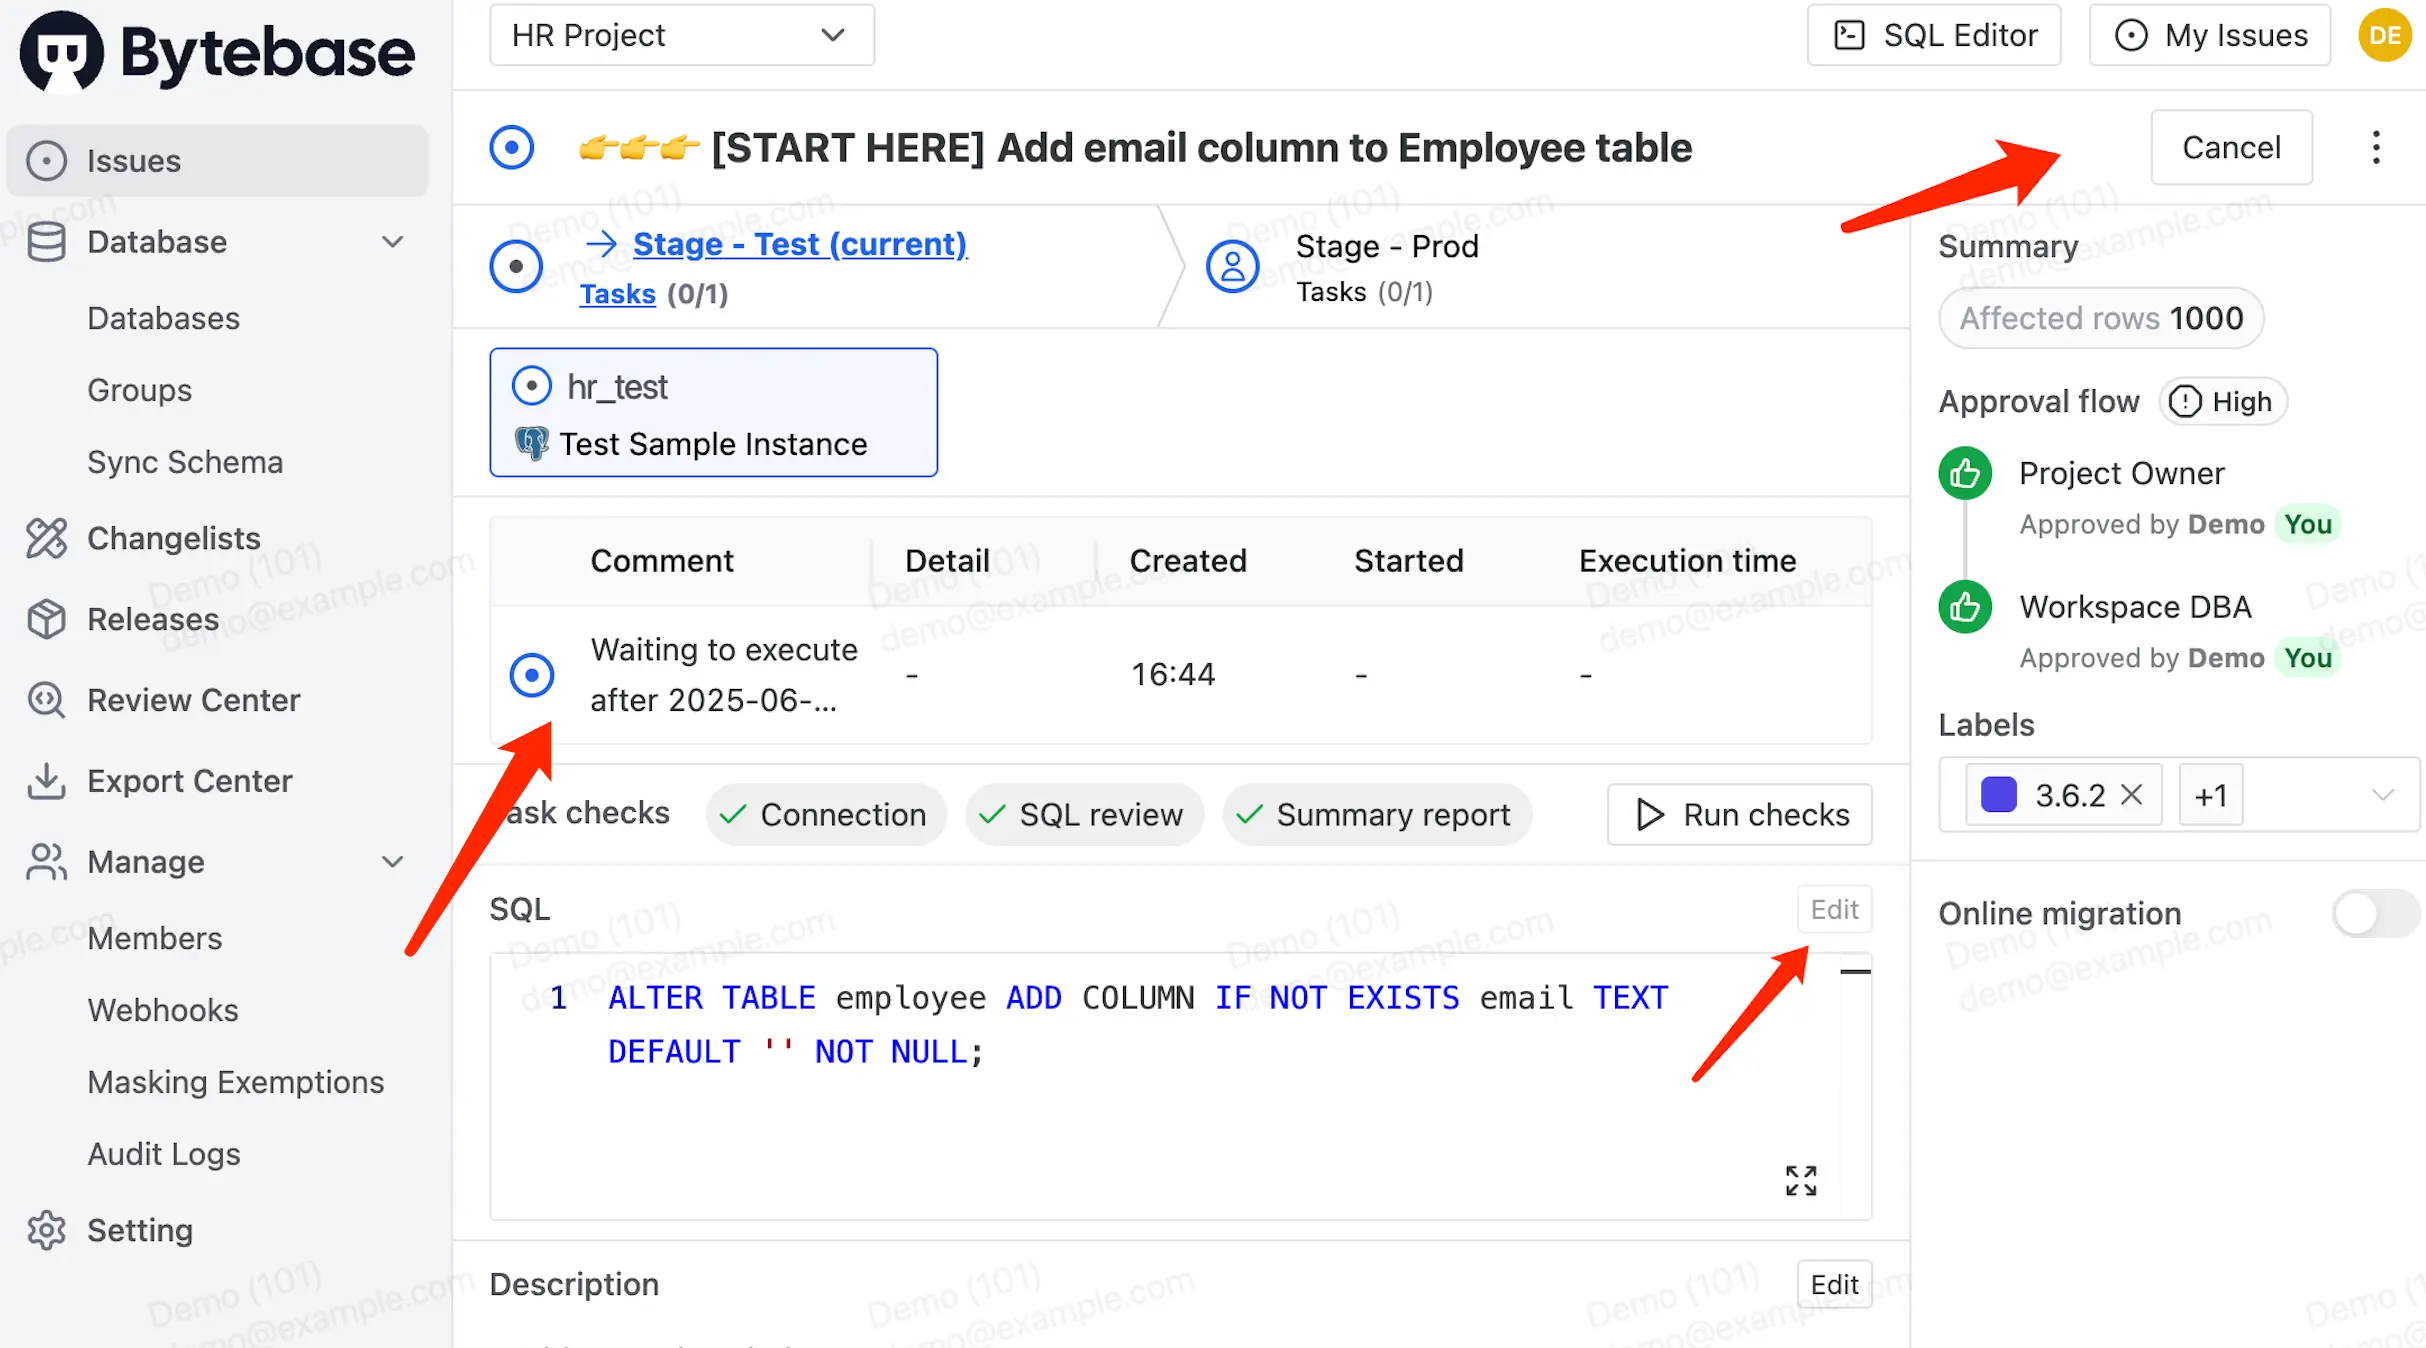 Bytebase
HR Project
SQL Editor
My Issues
DE
Issues
Database
Databases
Groups
Sync Schema
Changelists
Releases
Review Center
Export Center
Manage
Members
Webhooks
Masking Exemptions
Audit Logs
Setting
[START HERE] Add email column to Employee table
Cancel
Stage - Test (current)
Tasks (0/1)
Stage - Prod
Tasks (0/1)
hr_test
Test Sample Instance
Comment Detail Created Started Execution time
Waiting to execute
after 2025-06-...
- 16:44 - -
ask checks
Connection
SQL review
Summary report
Run checks
SQL
Edit
1 ALTER TABLE employee ADD COLUMN IF NOT EXISTS email TEXT
DEFAULT '' NOT NULL;
Description
Edit
Summary
Affected rows 1000
Approval flow High
Project Owner
Approved by Demo You
Workspace DBA
Approved by Demo You
Labels
3.6.2
+1
Online migration
Demo (101)
demo@example.com